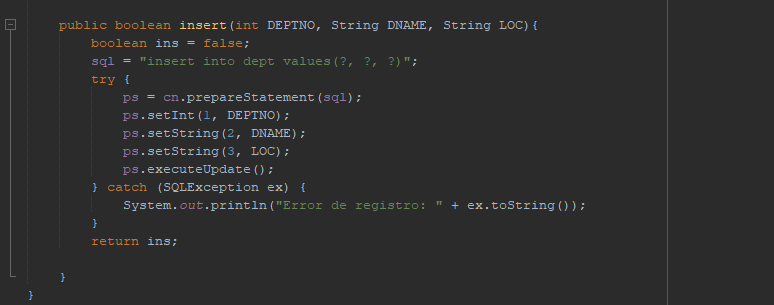 public boolean insert(int DEPTNO, String DNAME, String LOC){
boolean ins = false;
sql = "insert into dept values(?, ?, ?)";
try {
ps = cn.prepareStatement(sql);
ps.setInt(1, DEPTNO);
ps.setString(2, DNAME);
ps.setString(3, LOC);
ps.executeUpdate();
} catch (SQLException ex) {
System.out.println("Error de registro: " + ex.toString());
}
return ins;
}
}